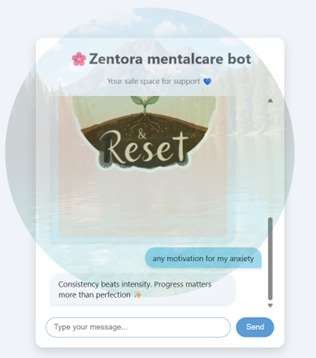 🌸 Zentora mentalcare bot
Your safe space for support 💙
&
Reset
any motivation for my anxiety
Consistency beats intensity. Progress matters
more than perfection ✨
Type your message...
Send